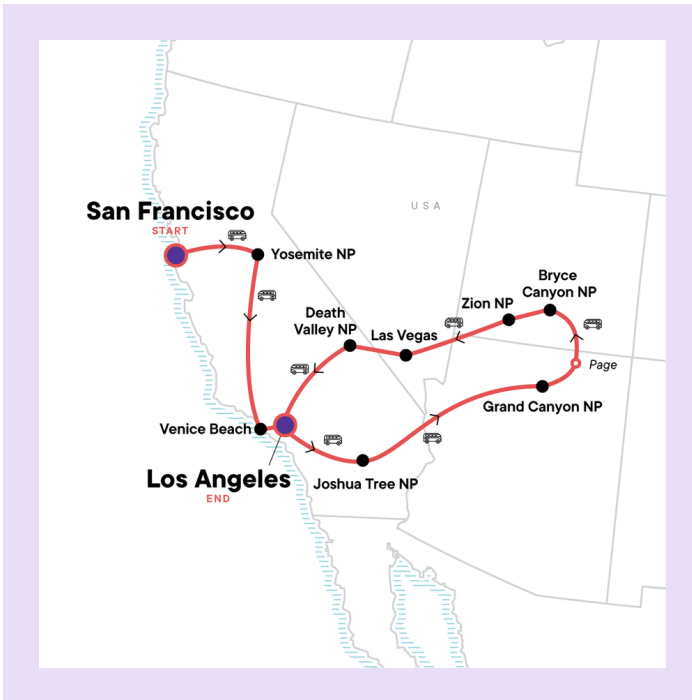 USA
San Francisco
START
Yosemite NP
Bryce
Canyon NP
Zion NP
Death
Valley NP
Las Vegas
Page
Grand Canyon NP
Venice Beach
Los Angeles
END
Joshua Tree NP